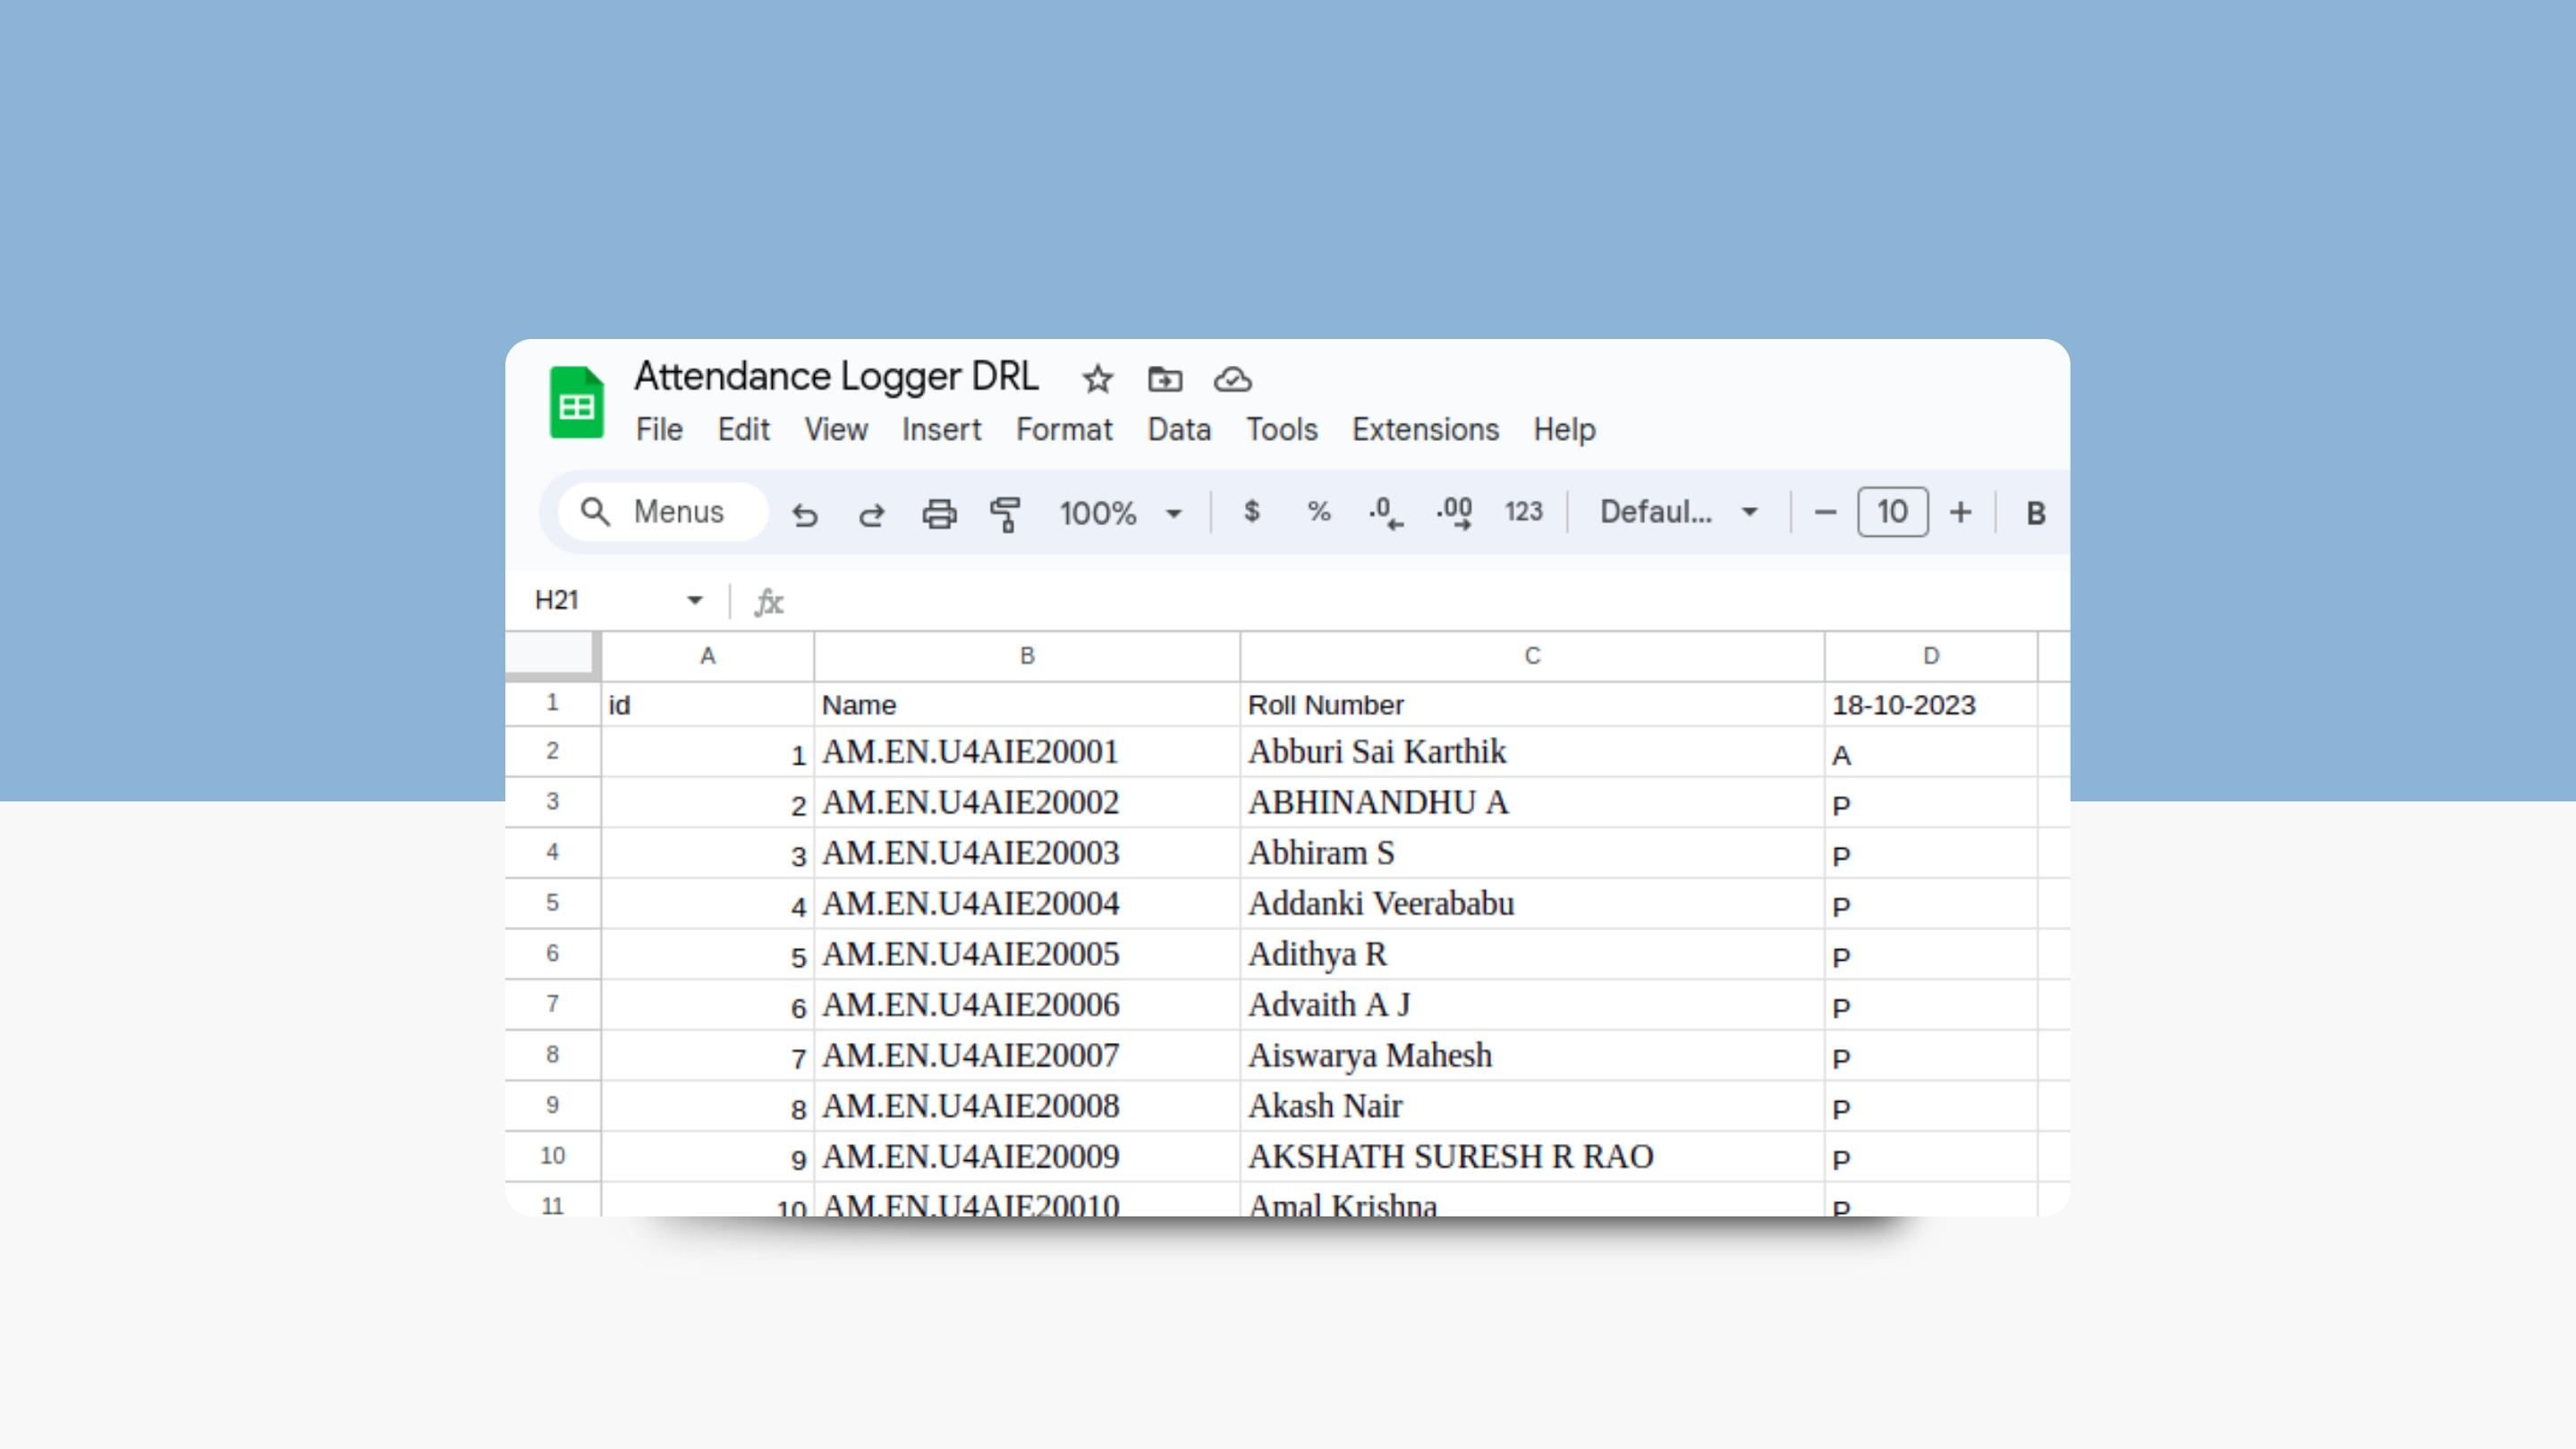 Attendance Logger DRL
File Edit View Insert Format Data Tools Extensions Help
Menus 100% $ % .0 .00 123 Defaul... − 10 + B
H21 fx
A B C D
1 id Name Roll Number 18-10-2023
2 1 AM.EN.U4AIE20001 Abburi Sai Karthik A
3 2 AM.EN.U4AIE20002 ABHINANDHU A P
4 3 AM.EN.U4AIE20003 Abhiram S P
5 4 AM.EN.U4AIE20004 Addanki Veerababu P
6 5 AM.EN.U4AIE20005 Adithya R P
7 6 AM.EN.U4AIE20006 Advaith A J P
8 7 AM.EN.U4AIE20007 Aiswarya Mahesh P
9 8 AM.EN.U4AIE20008 Akash Nair P
10 9 AM.EN.U4AIE20009 AKSHATH SURESH R RAO P
11 10 AM.EN.U4AIE20010 Amal Krishna P